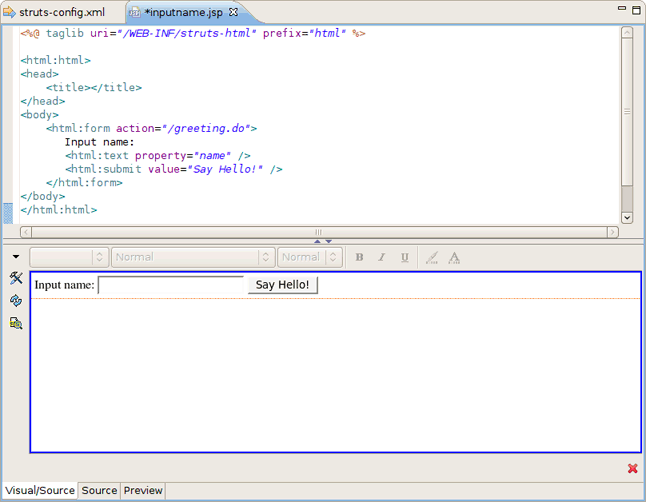 struts-config.xml
*inputname.jsp
<%@ taglib uri="/WEB-INF/struts-html" prefix="html" %>
<html:html>
<head>
<title></title>
</head>
<body>
<html:form action="/greeting.do">
Input name:
<html:text property="name" />
<html:submit value="Say Hello!" />
</html:form>
</body>
</html:html>
Normal Normal B I U A
Input name: Say Hello!
Visual/Source Source Preview